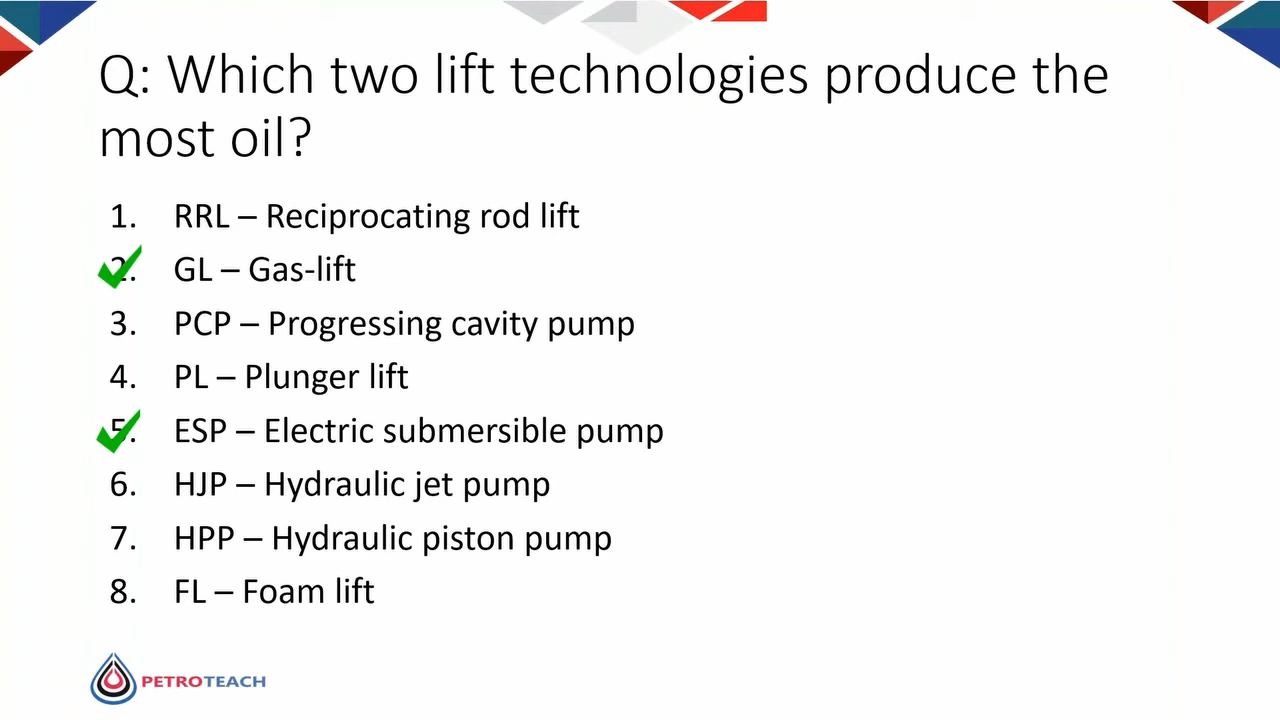 Q: Which two lift technologies produce the
most oil?
1. RRL – Reciprocating rod lift
2. GL – Gas-lift
3. PCP – Progressing cavity pump
4. PL – Plunger lift
5. ESP – Electric submersible pump
6. HJP – Hydraulic jet pump
7. HPP – Hydraulic piston pump
8. FL – Foam lift
PETROTEACH